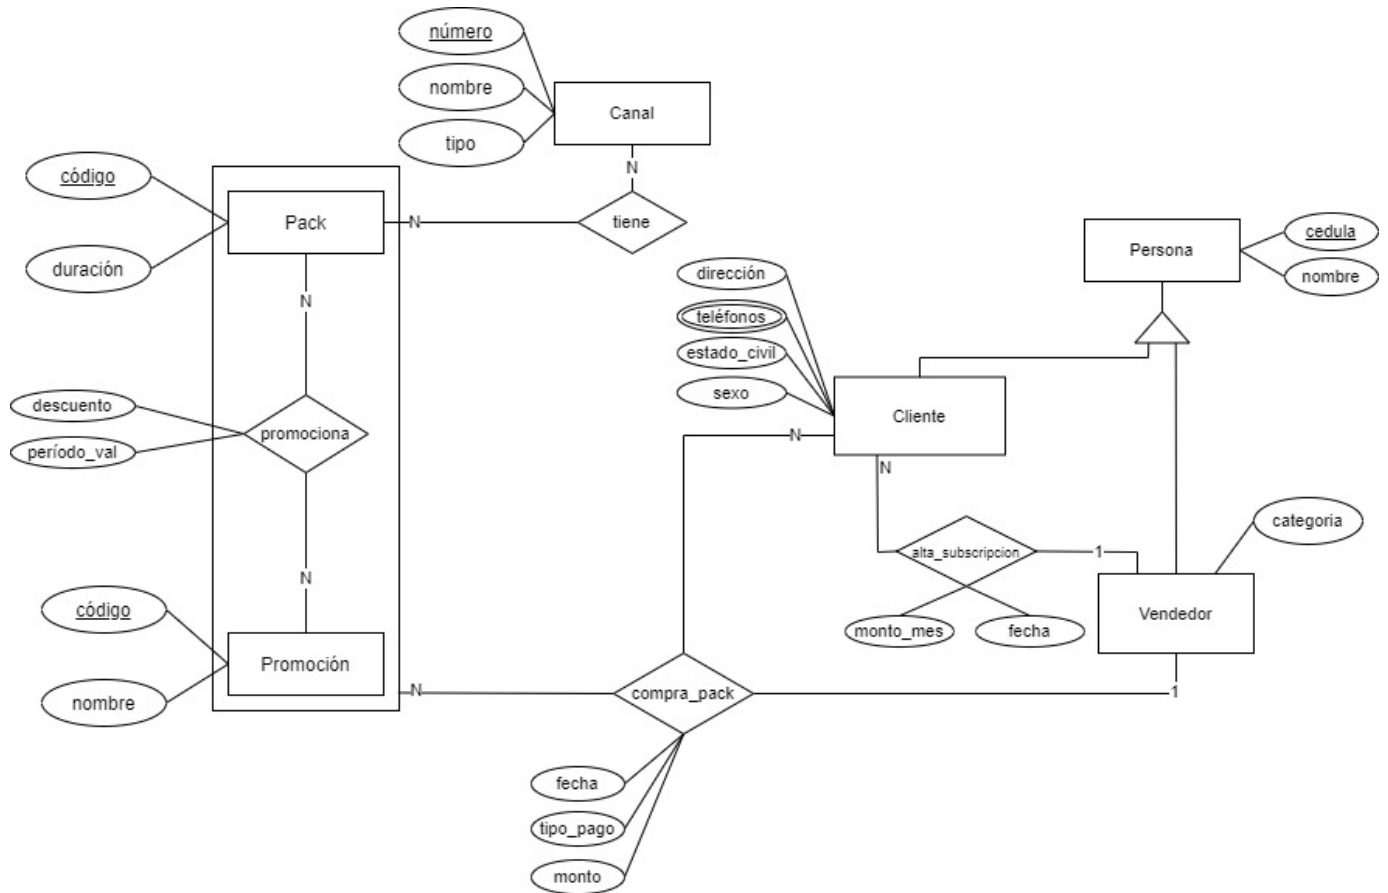 número
nombre
Canal
tipo
N
código
Pack
N
tiene
Persona
cedula
duración
dirección
nombre
N
teléfonos
estado_civil
sexo
Cliente
descuento
promociona
N
período_val
N
categoria
alta_subscripcion
1
N
código
Vendedor
monto_mes
fecha
Promoción
nombre
N
compra_pack
1
fecha
tipo_pago
monto